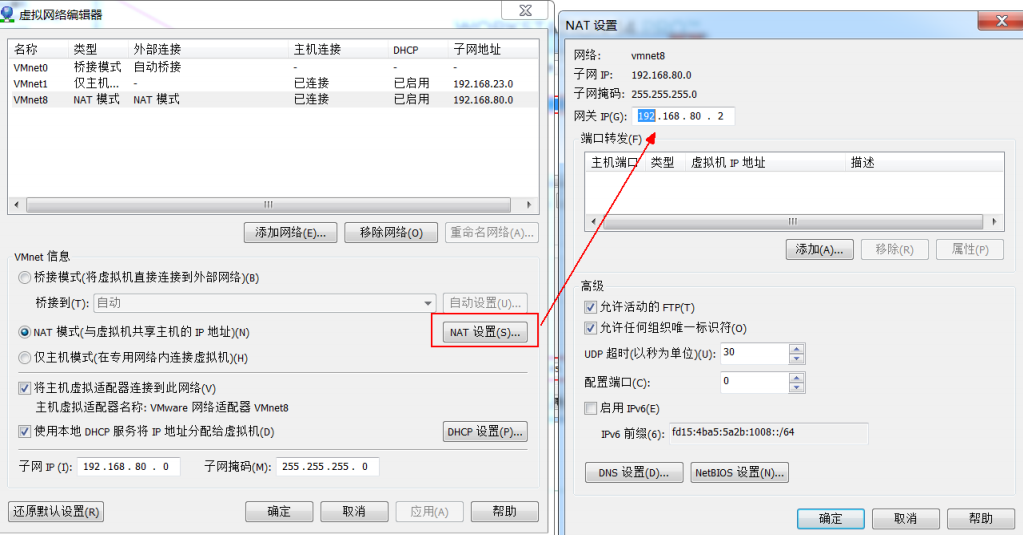 虚拟网络编辑器
名称 类型 外部连接 主机连接 DHCP 子网地址
VMnet0 桥接模式 自动桥接 - - -
VMnet1 仅主机... - 已连接 已启用 192.168.23.0
VMnet8 NAT 模式 NAT 模式 已连接 已启用 192.168.80.0
添加网络(E)... 移除网络(O) 重命名网络(A)...
VMnet 信息
桥接模式(将虚拟机直接连接到外部网络)(B)
桥接到(T): 自动 自动设置(U)...
NAT 模式(与虚拟机共享主机的 IP 地址)(N) NAT 设置(S)...
仅主机模式(在专用网络内连接虚拟机)(H)
将主机虚拟适配器连接到此网络(V)
主机虚拟适配器名称: VMware 网络适配器 VMnet8
使用本地 DHCP 服务将 IP 地址分配给虚拟机(D) DHCP 设置(P)...
子网 IP (I): 192 . 168 . 80 . 0 子网掩码(M): 255 . 255 . 255 . 0
还原默认设置(R) 确定 取消 应用(A) 帮助
NAT 设置
网络: vmnet8
子网 IP: 192.168.80.0
子网掩码: 255.255.255.0
网关 IP(G): 192 . 168 . 80 . 2
端口转发(F)
主机端口 类型 虚拟机 IP 地址 描述
添加(A)... 移除(R) 属性(P)
高级
允许活动的 FTP(T)
允许任何组织唯一标识符(O)
UDP 超时(以秒为单位)(U): 30
配置端口(C): 0
启用 IPv6(E)
IPv6 前缀(6): fd15:4ba5:5a2b:1008::/64
DNS 设置(D)... NetBIOS 设置(N)...
确定 取消 帮助